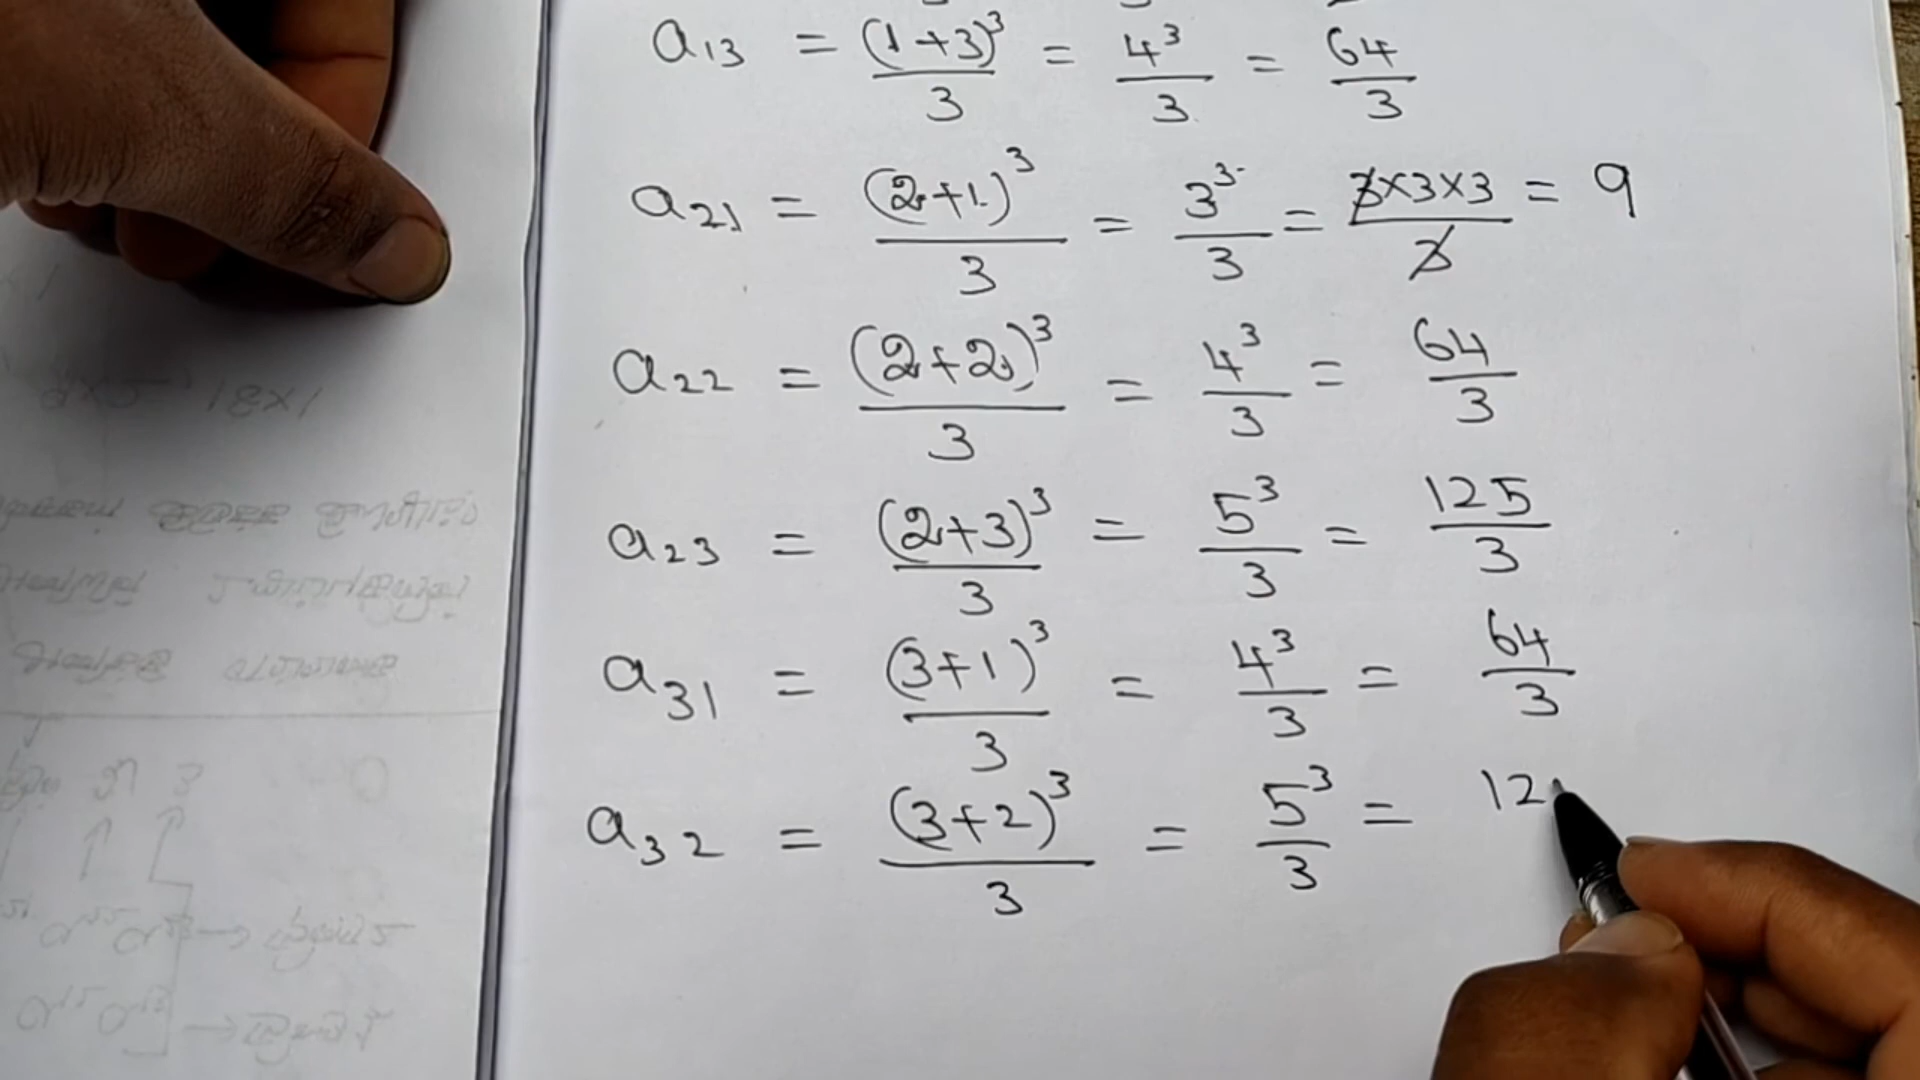 a₁₃ = (1+3)³/3 = 4³/3 = 64/3
a₂₁ = (2+1)³/3 = 3³/3 = 3×3×3/3 = 9
a₂₂ = (2+2)³/3 = 4³/3 = 64/3
a₂₃ = (2+3)³/3 = 5³/3 = 125/3
a₃₁ = (3+1)³/3 = 4³/3 = 64/3
a₃₂ = (3+2)³/3 = 5³/3 = 12